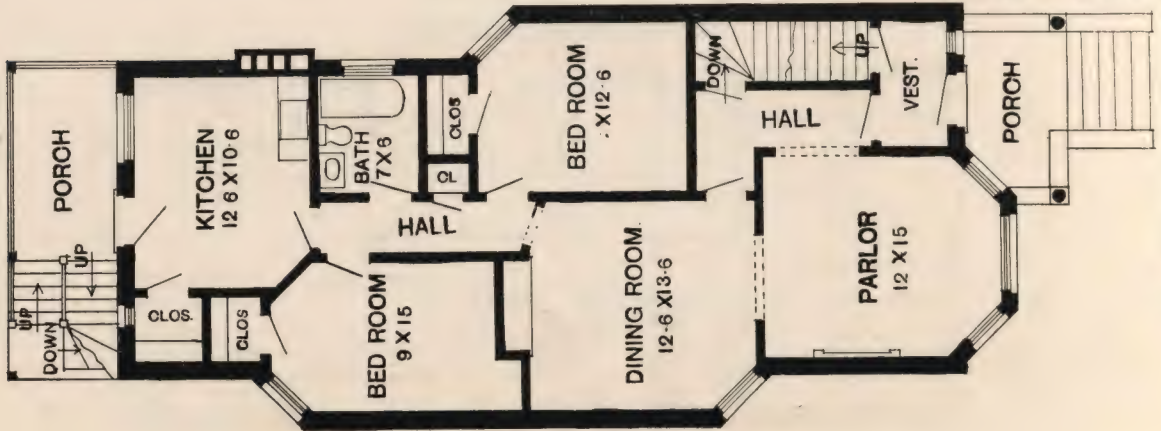 PORCH
UP
UP
DOWN
KITCHEN
12 6 X 10·6
CLOS.
CLOS
BATH
7 X 6
CLOS
CL
HALL
BED ROOM
9 X 15
BED ROOM
X 12·6
DINING ROOM.
12-6 X 13-6
DOWN
UP
HALL
VEST.
PARLOR
12 X 15
PORCH